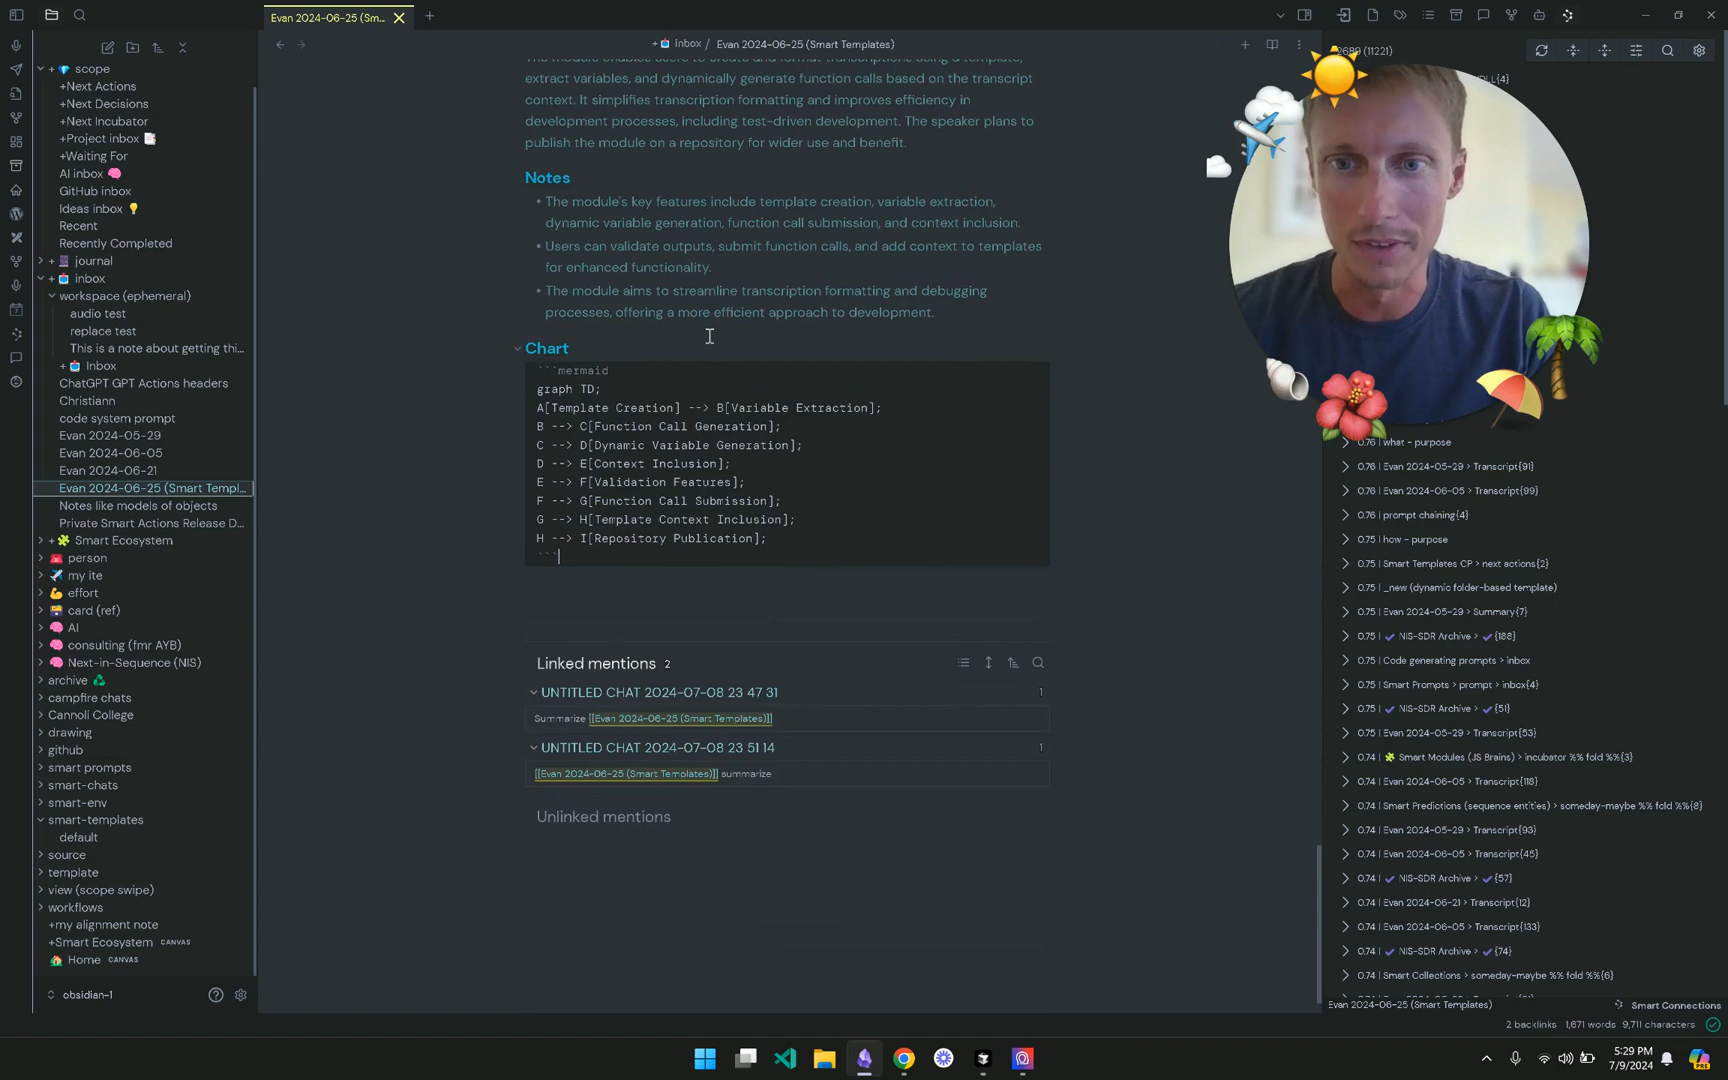 Evan 2024-06-25 (Sm...
+ inbox / Evan 2024-06-25 (Smart Templates)
2689 (11221)
scope
+Next Actions
+Next Decisions
+Next Incubator
+Project inbox
+Waiting For
AI inbox
GitHub inbox
Ideas inbox
Recent
Recently Completed
+ journal
+ inbox
workspace (ephemeral)
audio test
replace test
This is a note about getting thi...
+ Inbox
ChatGPT GPT Actions headers
Christiann
code system prompt
Evan 2024-05-29
Evan 2024-06-05
Evan 2024-06-21
Evan 2024-06-25 (Smart Templ...
Notes like models of objects
Private Smart Actions Release D...
+ Smart Ecosystem
person
my ite
effort
card (ref)
AI
consulting (fmr AYB)
Next-in-Sequence (NIS)
archive
campfire chats
Cannoli College
drawing
github
smart prompts
smart-chats
smart-env
smart-templates
default
source
template
view (scope swipe)
workflows
+my alignment note
+Smart Ecosystem CANVAS
Home CANVAS
obsidian-1
extract variables, and dynamically generate function calls based on the transcript
context. It simplifies transcription formatting and improves efficiency in
development processes, including test-driven development. The speaker plans to
publish the module on a repository for wider use and benefit.
Notes
• The module's key features include template creation, variable extraction,
dynamic variable generation, function call submission, and context inclusion.
• Users can validate outputs, submit function calls, and add context to templates
for enhanced functionality.
• The module aims to streamline transcription formatting and debugging
processes, offering a more efficient approach to development.
Chart
```mermaid
graph TD;
A[Template Creation] --> B[Variable Extraction];
B --> C[Function Call Generation];
C --> D[Dynamic Variable Generation];
D --> E[Context Inclusion];
E --> F[Validation Features];
F --> G[Function Call Submission];
G --> H[Template Context Inclusion];
H --> I[Repository Publication];
```
Linked mentions 2
UNTITLED CHAT 2024-07-08 23 47 31 1
Summarize [[Evan 2024-06-25 (Smart Templates)]]
UNTITLED CHAT 2024-07-08 23 51 14 1
[[Evan 2024-06-25 (Smart Templates)]] summarize
Unlinked mentions
0.76 | what - purpose
0.76 | Evan 2024-05-29 > Transcript{91}
0.76 | Evan 2024-06-05 > Transcript{99}
0.76 | prompt chaining{4}
0.75 | how - purpose
0.75 | Smart Templates CP > next actions{2}
0.75 | _new (dynamic folder-based template)
0.75 | Evan 2024-05-29 > Summary{7}
0.75 | ✓ NIS-SDR Archive > ✓{188}
0.75 | Code generating prompts > inbox
0.75 | Smart Prompts > prompt > inbox{4}
0.75 | ✓ NIS-SDR Archive > ✓{51}
0.75 | Evan 2024-05-29 > Transcript{53}
0.74 | Smart Modules (JS Brains) > incubator %% fold %%{3}
0.74 | Evan 2024-06-05 > Transcript{118}
0.74 | Smart Predictions (sequence entities) > someday-maybe %% fold %%{8}
0.74 | Evan 2024-05-29 > Transcript{93}
0.74 | Evan 2024-06-05 > Transcript{45}
0.74 | ✓ NIS-SDR Archive > ✓{57}
0.74 | Evan 2024-06-21 > Transcript{12}
0.74 | Evan 2024-06-05 > Transcript{133}
0.74 | ✓ NIS-SDR Archive > ✓{74}
0.74 | Smart Collections > someday-maybe %% fold %%{6}
Evan 2024-06-25 (Smart Templates) Smart Connections
2 backlinks 1,671 words 9,711 characters
5:29 PM
7/9/2024
PRE